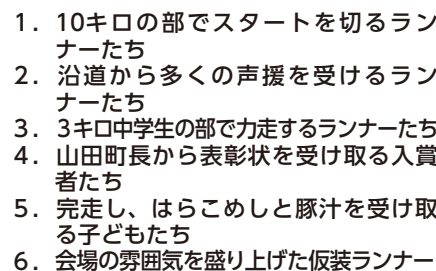 1．10キロの部でスタートを切るラン
ナーたち
2．沿道から多くの声援を受けるラン
ナーたち
3．3キロ中学生の部で力走するランナーたち
4．山田町長から表彰状を受け取る入賞
者たち
5．完走し、はらこめしと豚汁を受け取
る子どもたち
6．会場の雰囲気を盛り上げた仮装ランナー